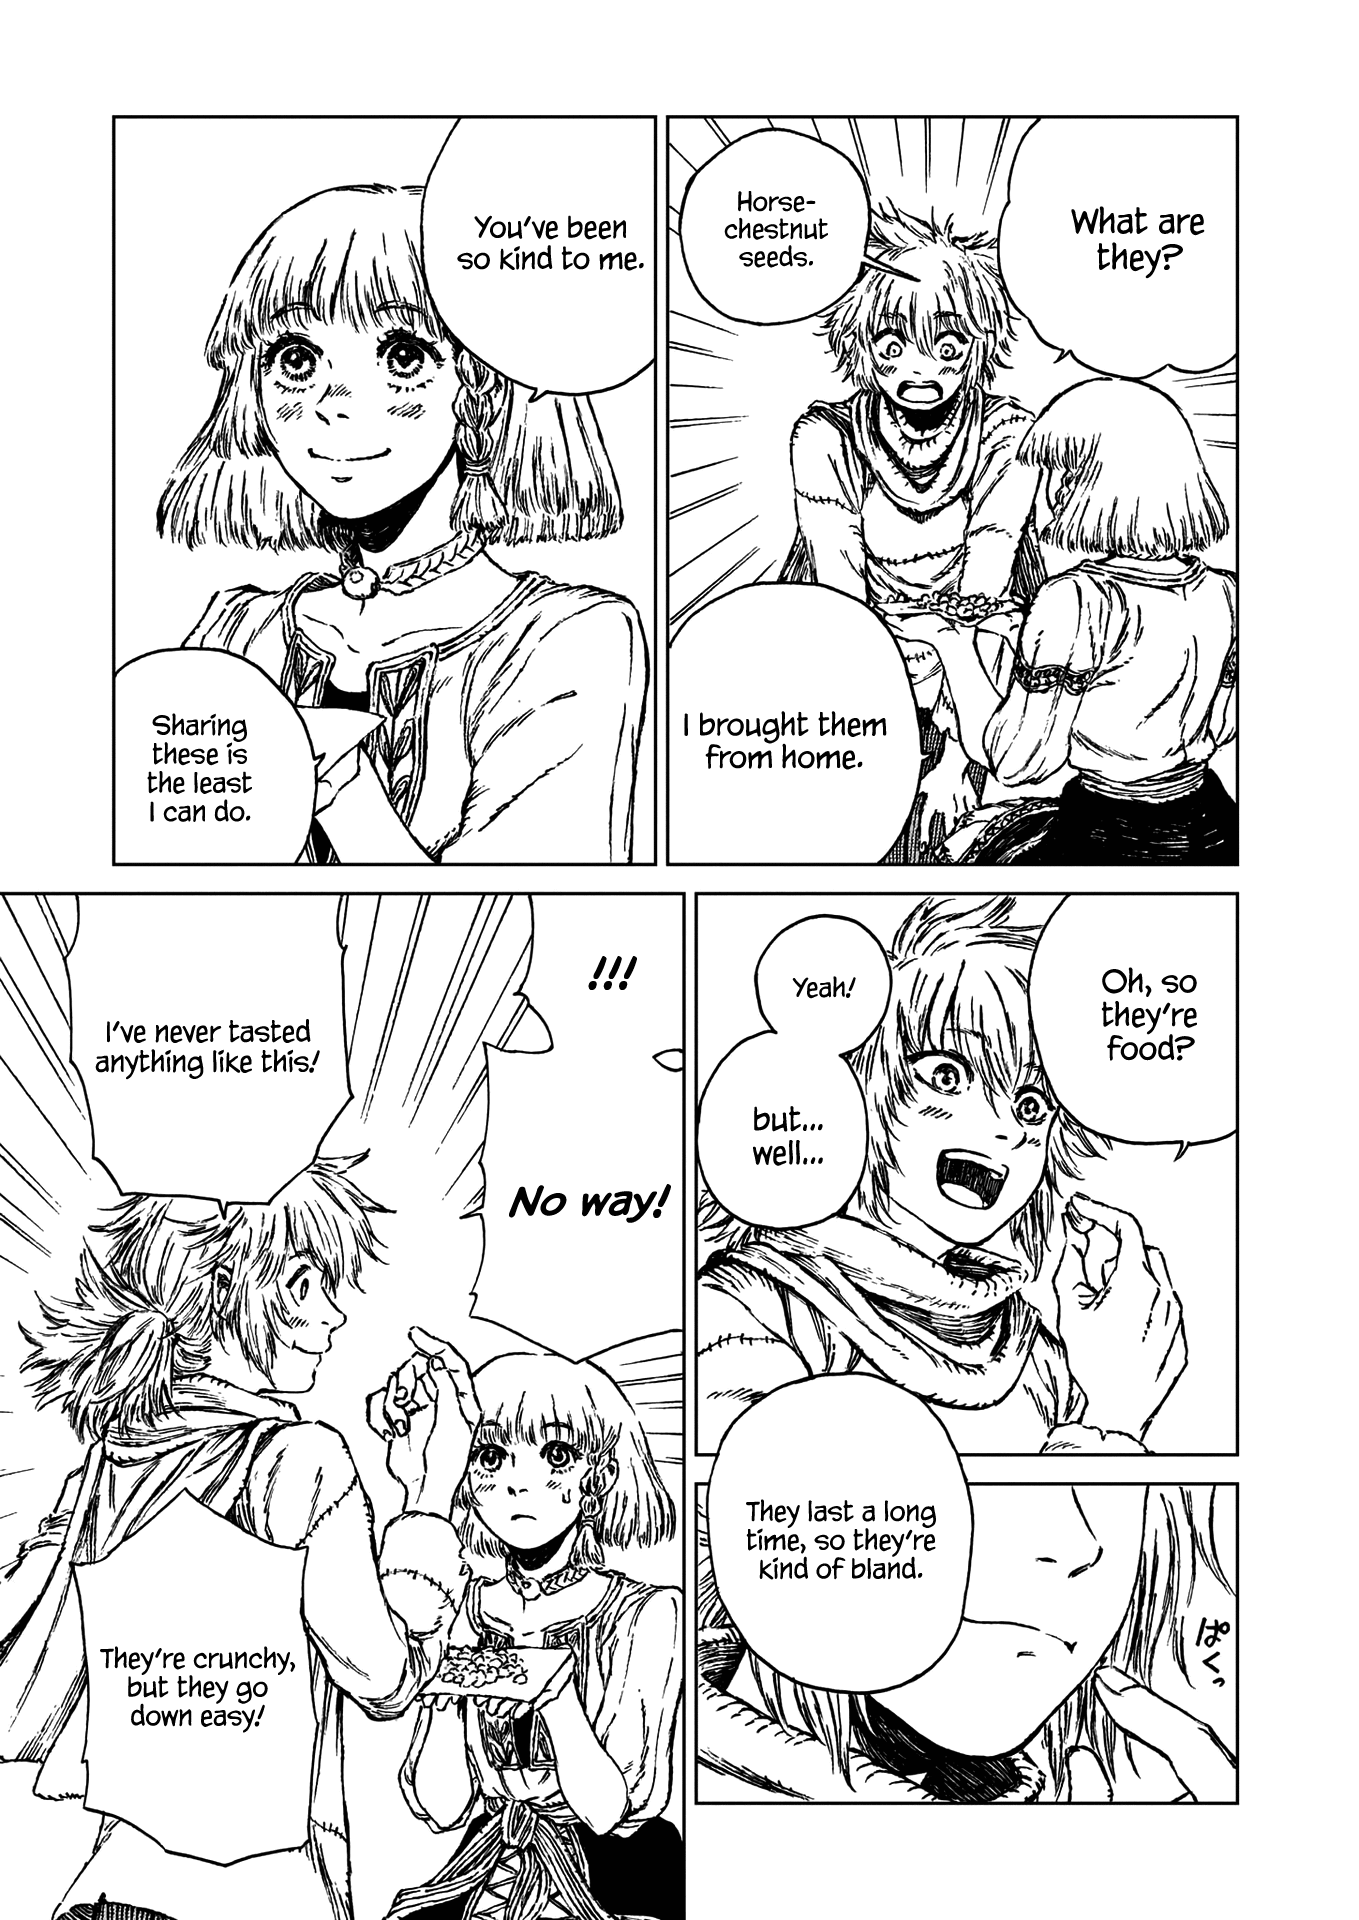 What are
they?
Horse-
chestnut
seeds.
I brought them
from home.
You've been
so kind to me.
Sharing
these is
the least
I can do.
Oh, so
they're
food?
Yeah!
but...
well...
They last a long
time, so they're
kind of bland.
ぱくっ
!!!
No way!
I've never tasted
anything like this!
They're crunchy,
but they go
down easy!